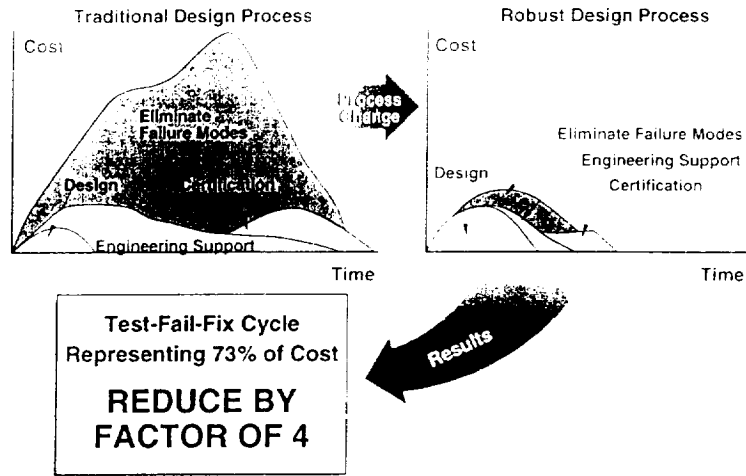 Traditional Design Process
Robust Design Process
Cost
Eliminate
Failure Modes
Design
Certification
Engineering Support
Time
Process
Change
Cost
Eliminate Failure Modes
Engineering Support
Certification
Design
Time
Results
Test-Fail-Fix Cycle
Representing 73% of Cost
REDUCE BY
FACTOR OF 4